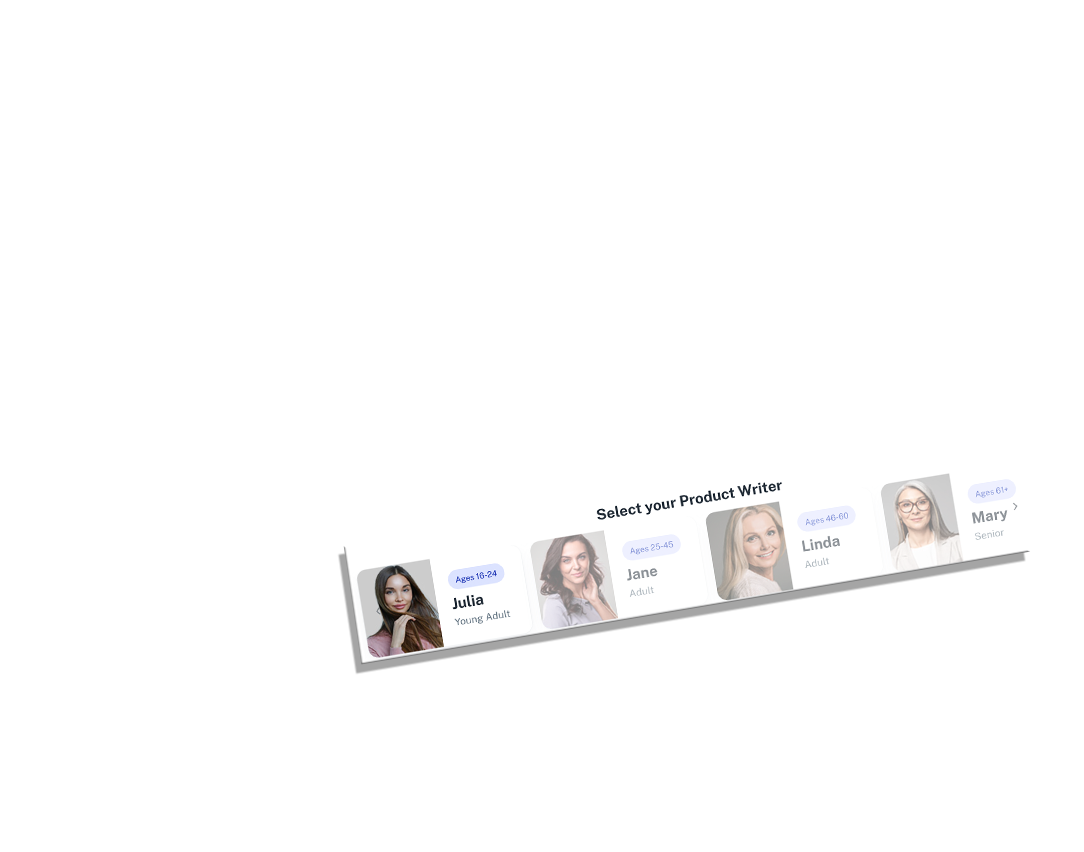 Select your Product Writer
Ages 16-24
Julia
Young Adult
Ages 25-45
Jane
Adult
Ages 46-60
Linda
Adult
Ages 61+
Mary
Senior